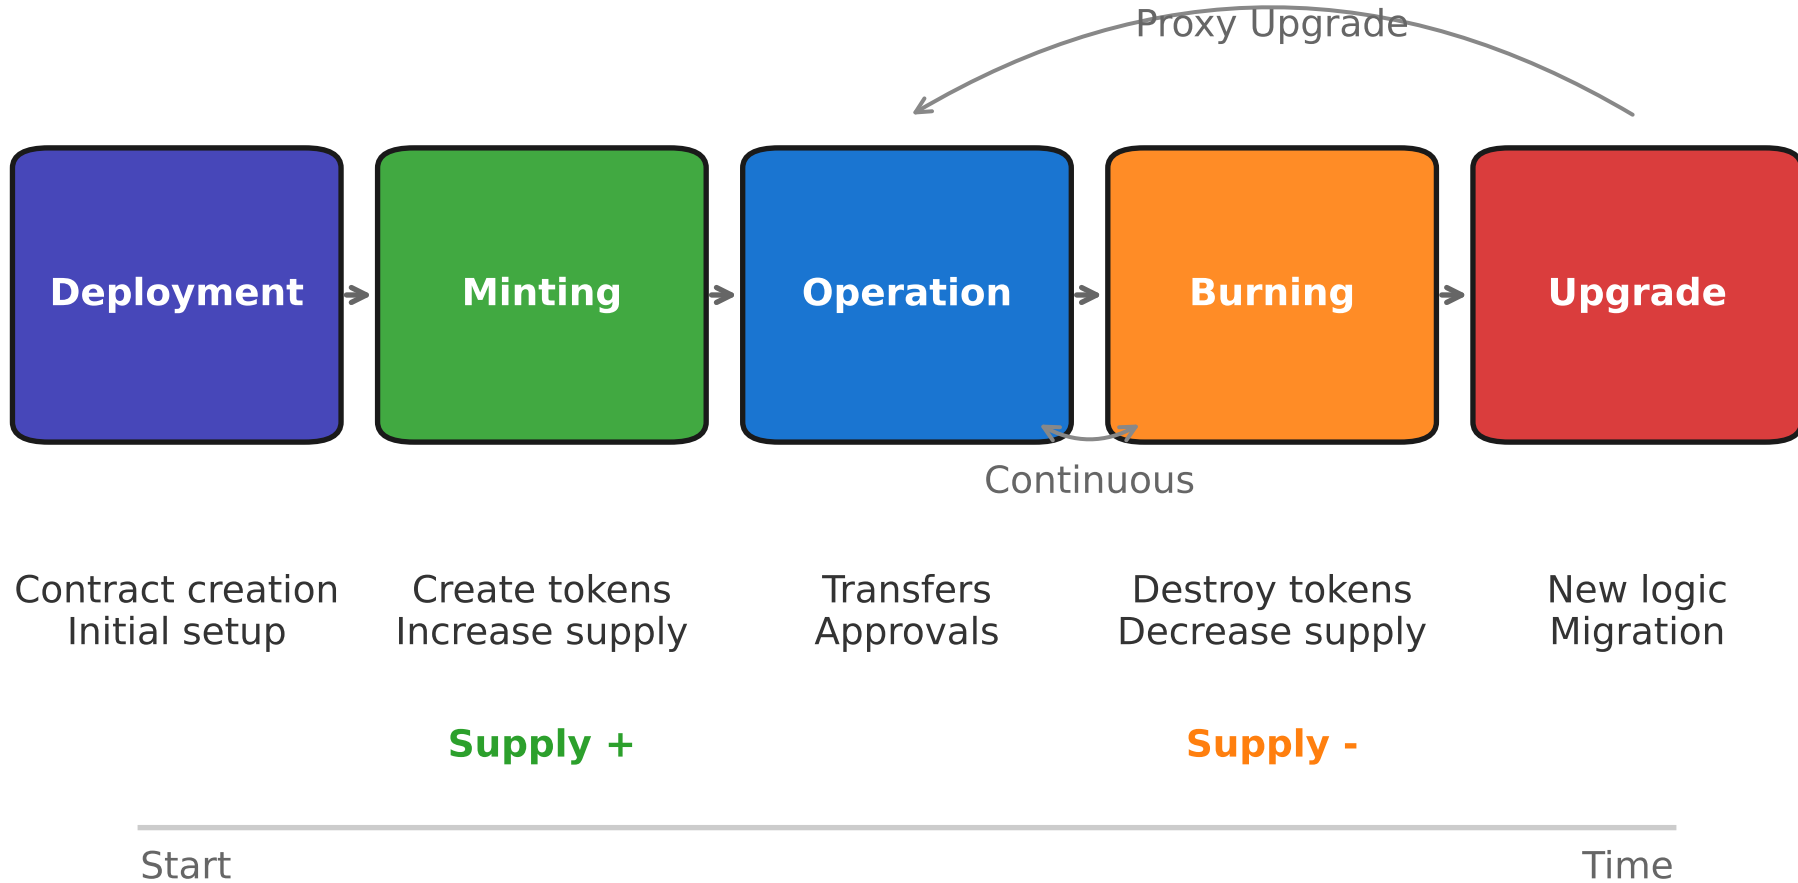 Proxy Upgrade
Deployment
Minting
Operation
Burning
Upgrade
Continuous
Contract creation
Initial setup
Create tokens
Increase supply
Transfers
Approvals
Destroy tokens
Decrease supply
New logic
Migration
Supply +
Supply -
Start
Time